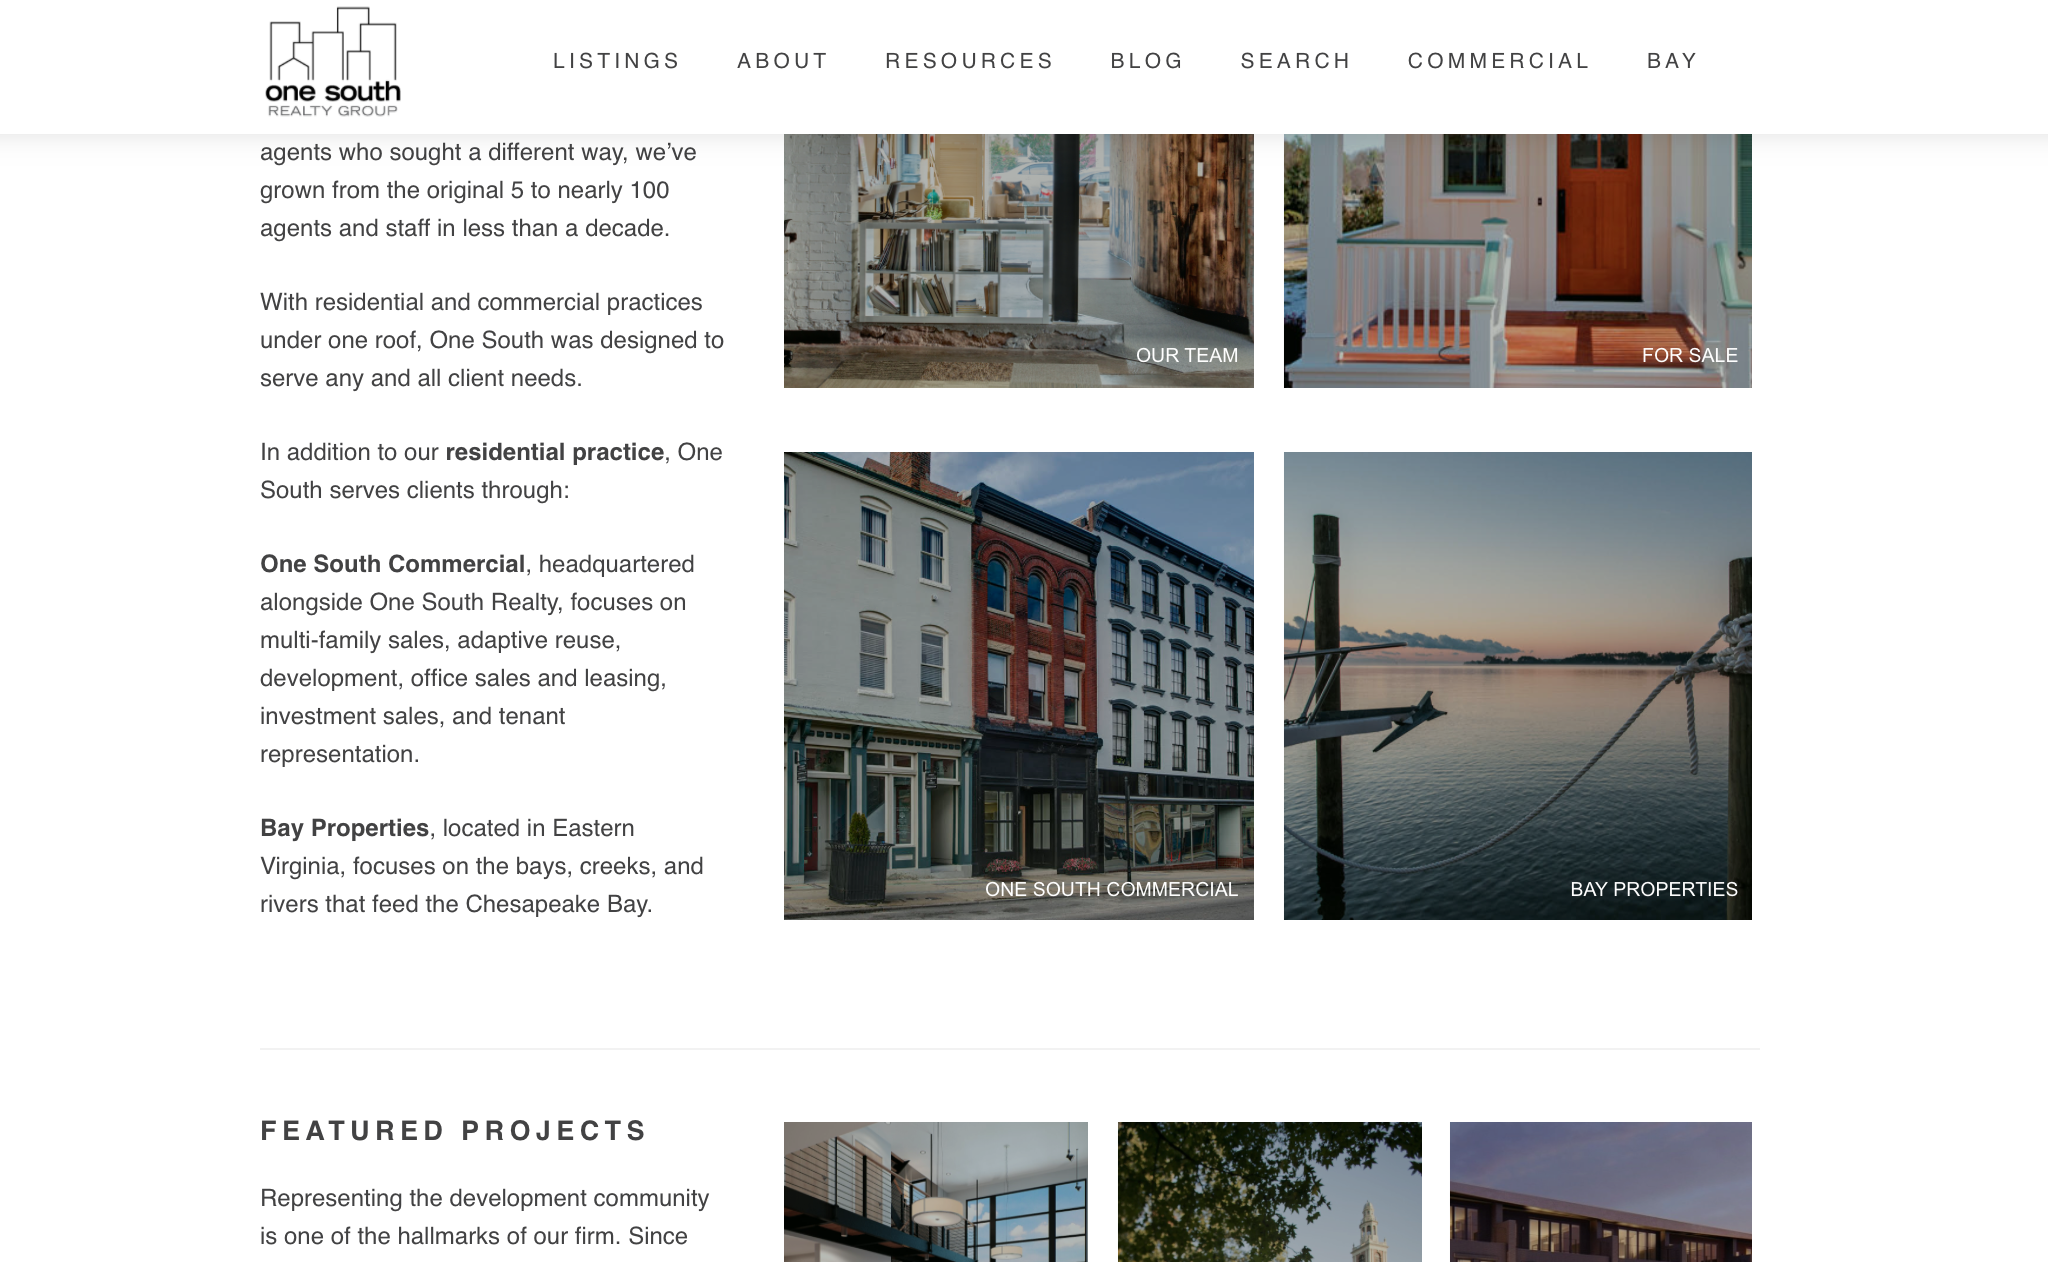 one south
REALTY GROUP
LISTINGS
ABOUT
RESOURCES
BLOG
SEARCH
COMMERCIAL
BAY
agents who sought a different way, we’ve
grown from the original 5 to nearly 100
agents and staff in less than a decade.
With residential and commercial practices
under one roof, One South was designed to
serve any and all client needs.
In addition to our residential practice, One
South serves clients through:
One South Commercial, headquartered
alongside One South Realty, focuses on
multi-family sales, adaptive reuse,
development, office sales and leasing,
investment sales, and tenant
representation.
Bay Properties, located in Eastern
Virginia, focuses on the bays, creeks, and
rivers that feed the Chesapeake Bay.
OUR TEAM
FOR SALE
ONE SOUTH COMMERCIAL
BAY PROPERTIES
FEATURED PROJECTS
Representing the development community
is one of the hallmarks of our firm. Since